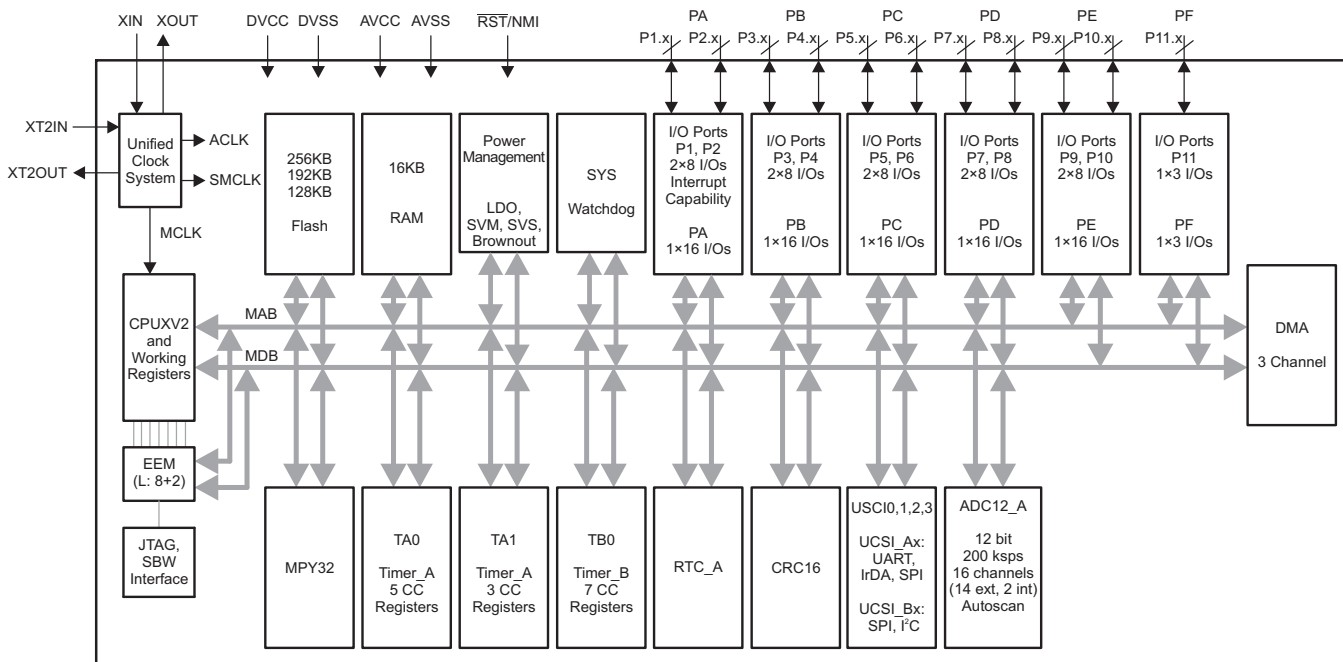 XIN
XOUT
DVCC
DVSS
AVCC
AVSS
RST/NMI
PA
P1.x
P2.x
PB
P3.x
P4.x
PC
P5.x
P6.x
PD
P7.x
P8.x
PE
P9.x
P10.x
PF
P11.x
XT2IN
XT2OUT
Unified
Clock
System
ACLK
SMCLK
MCLK
256KB
192KB
128KB
Flash
16KB
RAM
Power
Management
LDO,
SVM, SVS,
Brownout
SYS
Watchdog
I/O Ports
P1, P2
2×8 I/Os
Interrupt
Capability
PA
1×16 I/Os
I/O Ports
P3, P4
2×8 I/Os
PB
1×16 I/Os
I/O Ports
P5, P6
2×8 I/Os
PC
1×16 I/Os
I/O Ports
P7, P8
2×8 I/Os
PD
1×16 I/Os
I/O Ports
P9, P10
2×8 I/Os
PE
1×16 I/Os
I/O Ports
P11
1×3 I/Os
PF
1×3 I/Os
CPUXV2
and
Working
Registers
MAB
MDB
DMA
3 Channel
EEM
(L: 8+2)
JTAG,
SBW
Interface
MPY32
TA0
Timer_A
5 CC
Registers
TA1
Timer_A
3 CC
Registers
TB0
Timer_B
7 CC
Registers
RTC_A
CRC16
USCI0,1,2,3
UCSI_Ax:
UART,
IrDA, SPI
UCSI_Bx:
SPI, I²C
ADC12_A
12 bit
200 ksps
16 channels
(14 ext, 2 int)
Autoscan